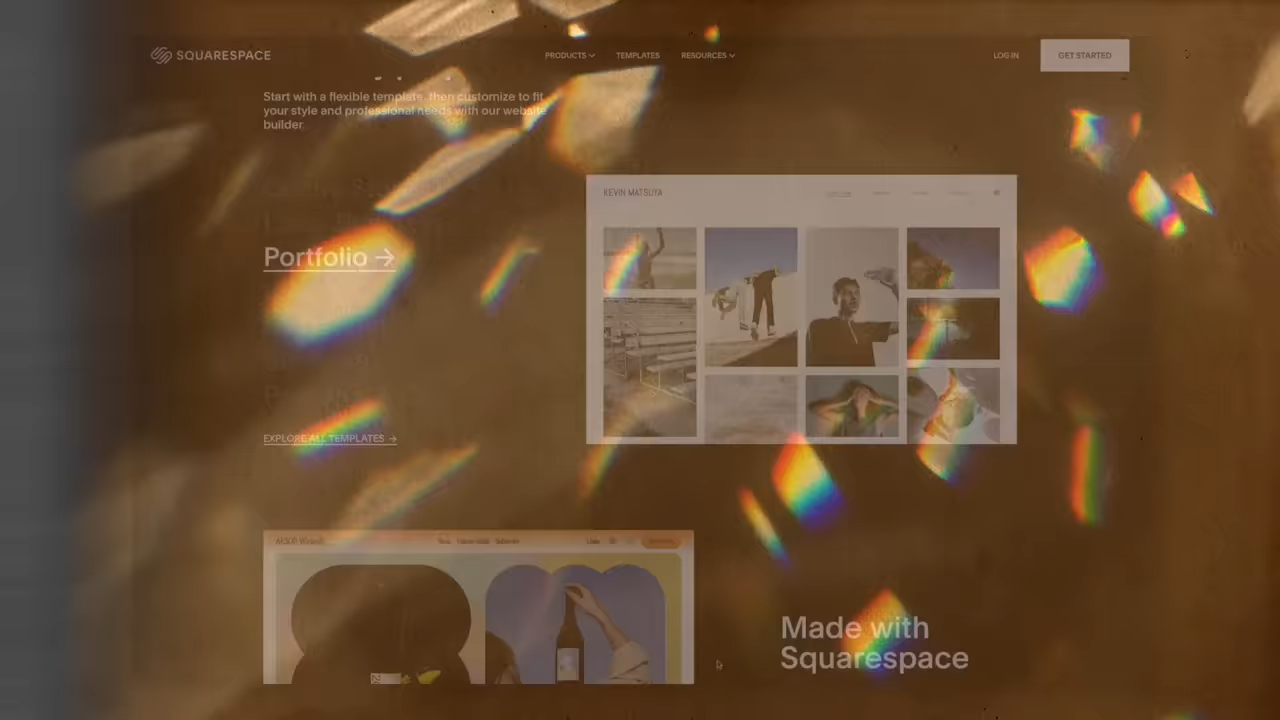 SQUARESPACE
PRODUCTS
TEMPLATES
RESOURCES
LOG IN
GET STARTED
Start with a flexible template, then customize to fit
your style and professional needs with our website
builder.
KEVIN MATSUYA
Portfolio →
EXPLORE ALL TEMPLATES →
Made with
Squarespace